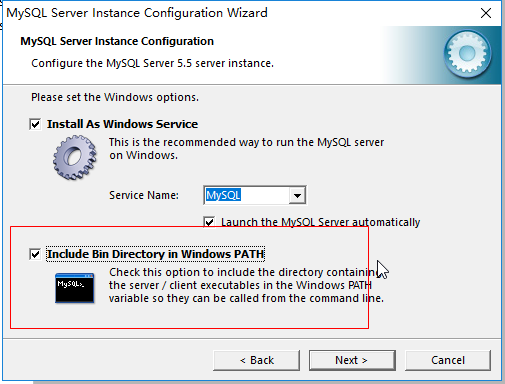 MySQL Server Instance Configuration Wizard
MySQL Server Instance Configuration
Configure the MySQL Server 5.5 server instance.
Please set the Windows options.
Install As Windows Service
This is the recommended way to run the MySQL server
on Windows.
Service Name:
MySQL
Launch the MySQL Server automatically
Include Bin Directory in Windows PATH
MySQL>_
Check this option to include the directory containing
the server / client executables in the Windows PATH
variable so they can be called from the command line.
< Back
Next >
Cancel